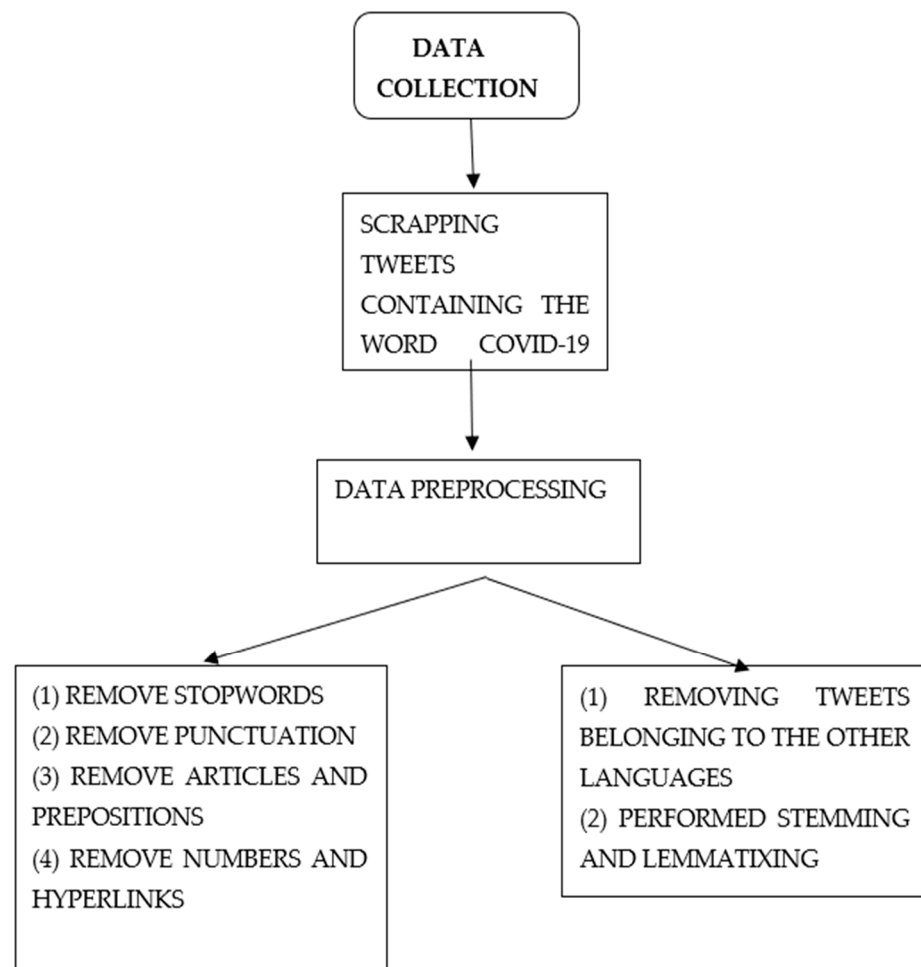 DATA
COLLECTION
SCRAPPING
TWEETS
CONTAINING THE
WORD COVID-19
DATA PREPROCESSING
(1) REMOVE STOPWORDS
(2) REMOVE PUNCTUATION
(3) REMOVE ARTICLES AND
PREPOSITIONS
(4) REMOVE NUMBERS AND
HYPERLINKS
(1) REMOVING TWEETS
BELONGING TO THE OTHER
LANGUAGES
(2) PERFORMED STEMMING
AND LEMMATIXING